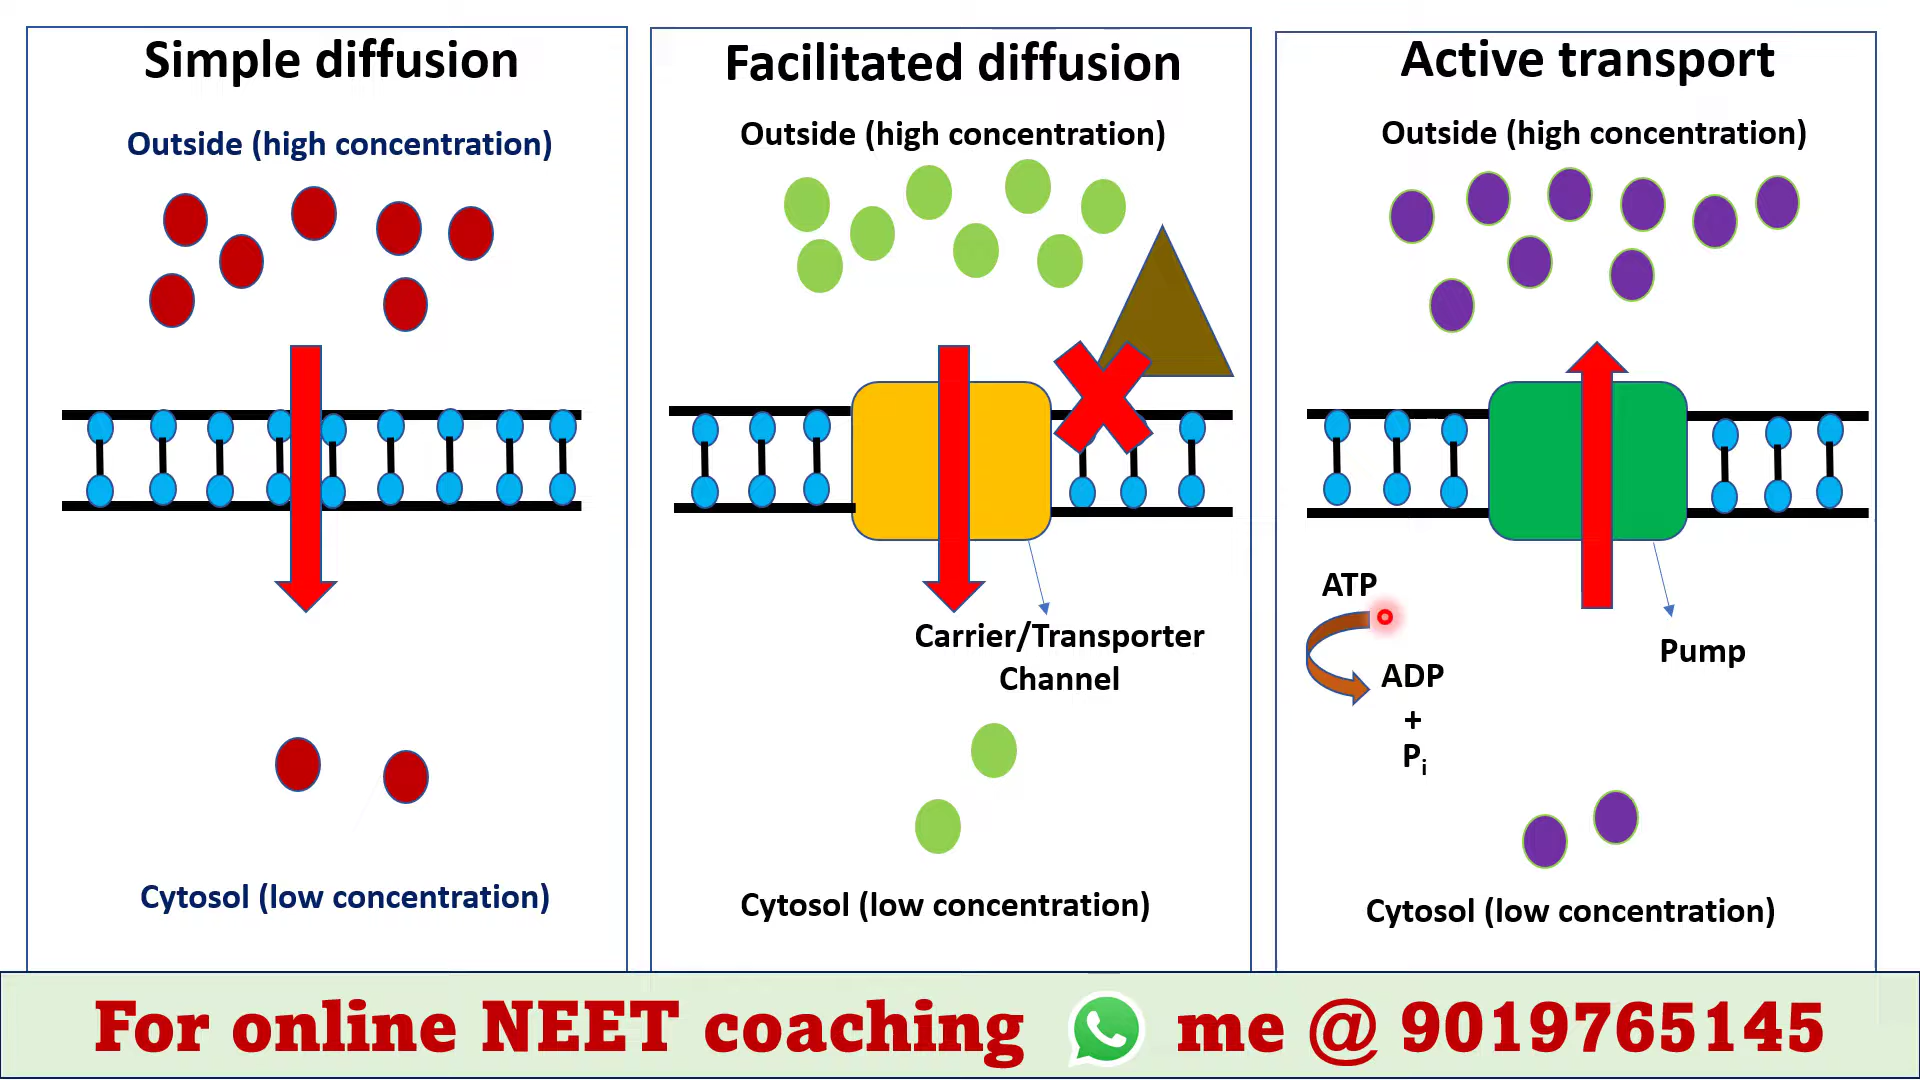 Simple diffusion
Outside (high concentration)
Cytosol (low concentration)
Facilitated diffusion
Outside (high concentration)
Carrier/Transporter
Channel
Cytosol (low concentration)
Active transport
Outside (high concentration)
ATP
ADP
+
Pi
Pump
Cytosol (low concentration)
For online NEET coaching me @ 9019765145